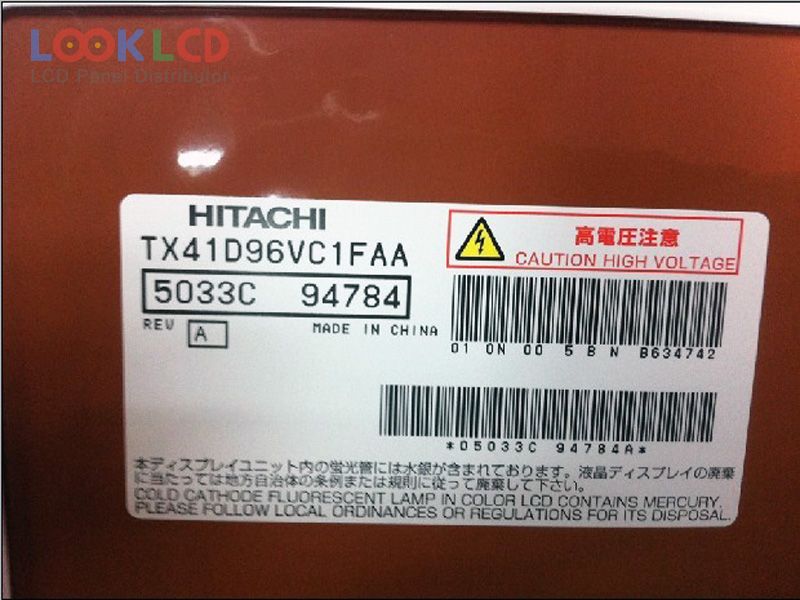 LOOK LCD
LCD Panel Distributor
HITACHI
TX41D96VC1FAA
5033C 94784
REV A
MADE IN CHINA
高電圧注意
CAUTION HIGH VOLTAGE
01 0N 00 5 B N B634742
*05033C 94784A*
本ディスプレイユニット内の蛍光管には水銀が含まれております。液晶ディスプレイの廃棄
に当たっては地方自治体の条例または規則に従って廃棄して下さい。
COLD CATHODE FLUORESCENT LAMP IN COLOR LCD CONTAINS MERCURY.
PLEASE FOLLOW LOCAL ORDINANCES OR REGULATIONS FOR ITS DISPOSAL.